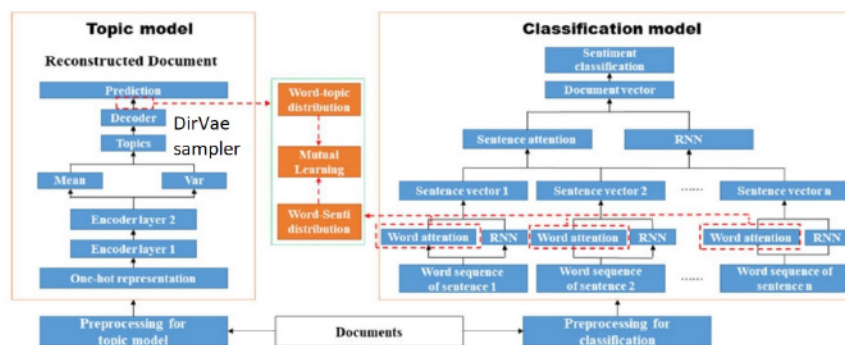 Topic model
Reconstructed Document
Prediction
Decoder
DirVae
sampler
Topics
Mean
Var
Encoder layer 2
Encoder layer 1
One-hot representation
Preprocessing for
topic model
Word-topic
distribution
Mutual
Learning
Word-Senti
distribution
Documents
Classification model
Sentiment
classification
Document vector
Sentence attention
RNN
Sentence vector 1
Sentence vector 2
......
Sentence vector n
Word attention
RNN
Word attention
RNN
Word attention
RNN
Word sequence
of sentence 1
Word sequence
of sentence 2
......
Word sequence of
sentence n
Preprocessing for
classification